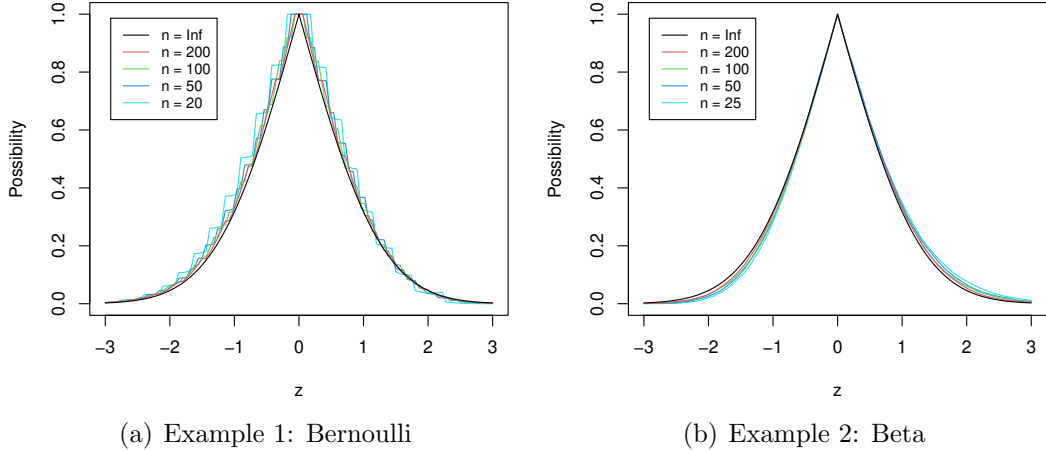 Possibility
1.0
0.8
0.6
0.4
0.2
0.0
n = Inf
n = 200
n = 100
n = 50
n = 20
−3 −2 −1 0 1 2 3
z
(a) Example 1: Bernoulli
Possibility
1.0
0.8
0.6
0.4
0.2
0.0
n = Inf
n = 200
n = 100
n = 50
n = 25
−3 −2 −1 0 1 2 3
z
(b) Example 2: Beta